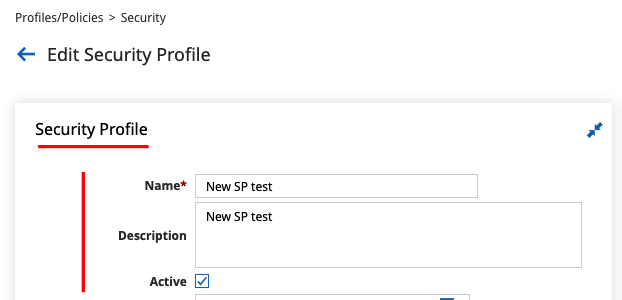 Profiles/Policies > Security
Edit Security Profile
Security Profile
Name* New SP test
Description New SP test
Active